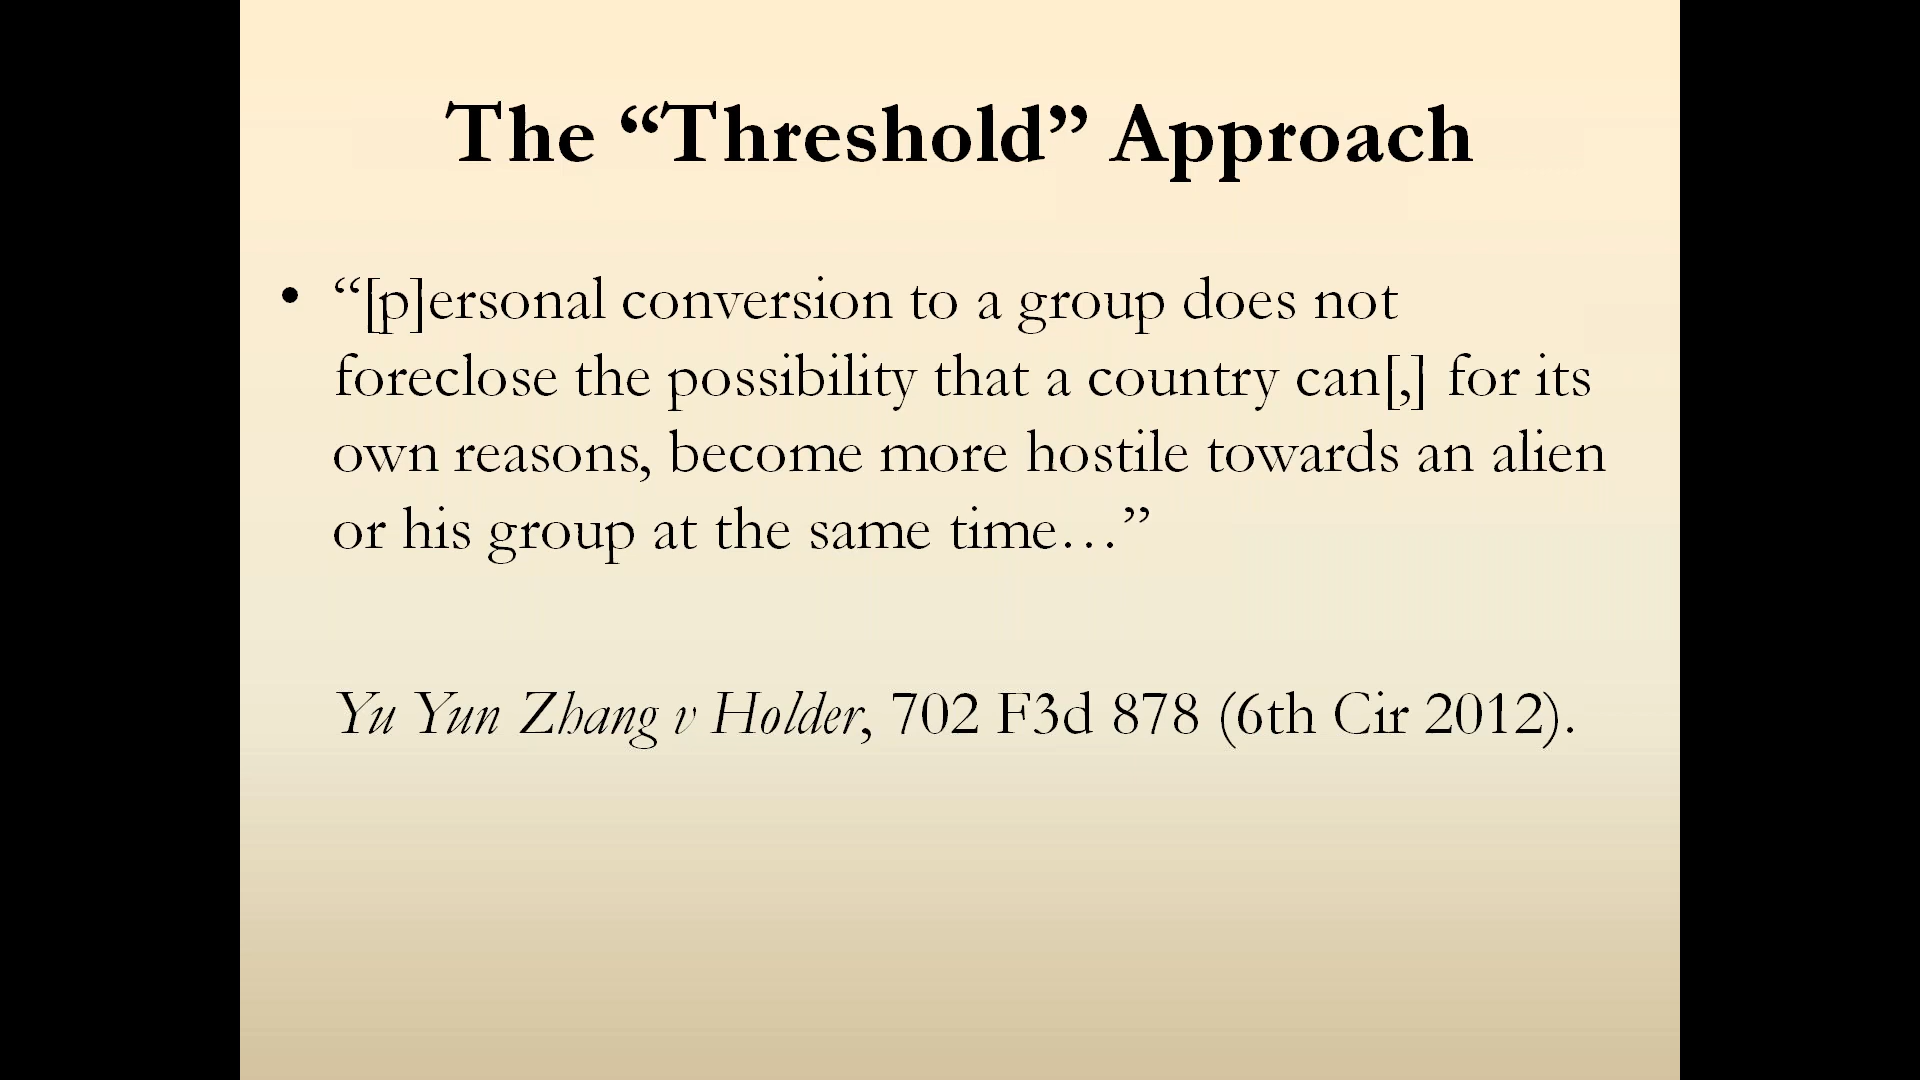 The “Threshold” Approach
• “[p]ersonal conversion to a group does not
foreclose the possibility that a country can[,] for its
own reasons, become more hostile towards an alien
or his group at the same time…”
Yu Yun Zhang v Holder, 702 F3d 878 (6th Cir 2012).